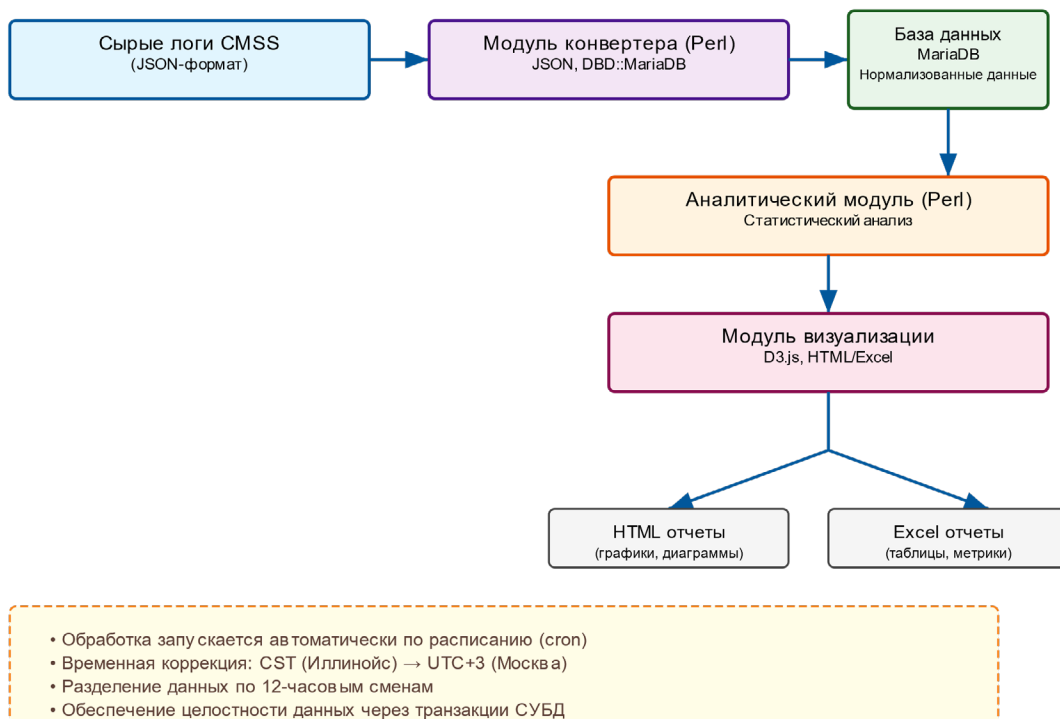 Сырые логи CMSS
(JSON-формат)
Модуль конвертера (Perl)
JSON, DBD::MariaDB
База данных
MariaDB
Нормализованные данные
Аналитический модуль (Perl)
Статистический анализ
Модуль визуализации
D3.js, HTML/Excel
HTML отчеты
(графики, диаграммы)
Excel отчеты
(таблицы, метрики)
• Обработка запускается автоматически по расписанию (cron)
• Временная коррекция: CST (Иллинойс) → UTC+3 (Москва)
• Разделение данных по 12-часовым сменам
• Обеспечение целостности данных через транзакции СУБД